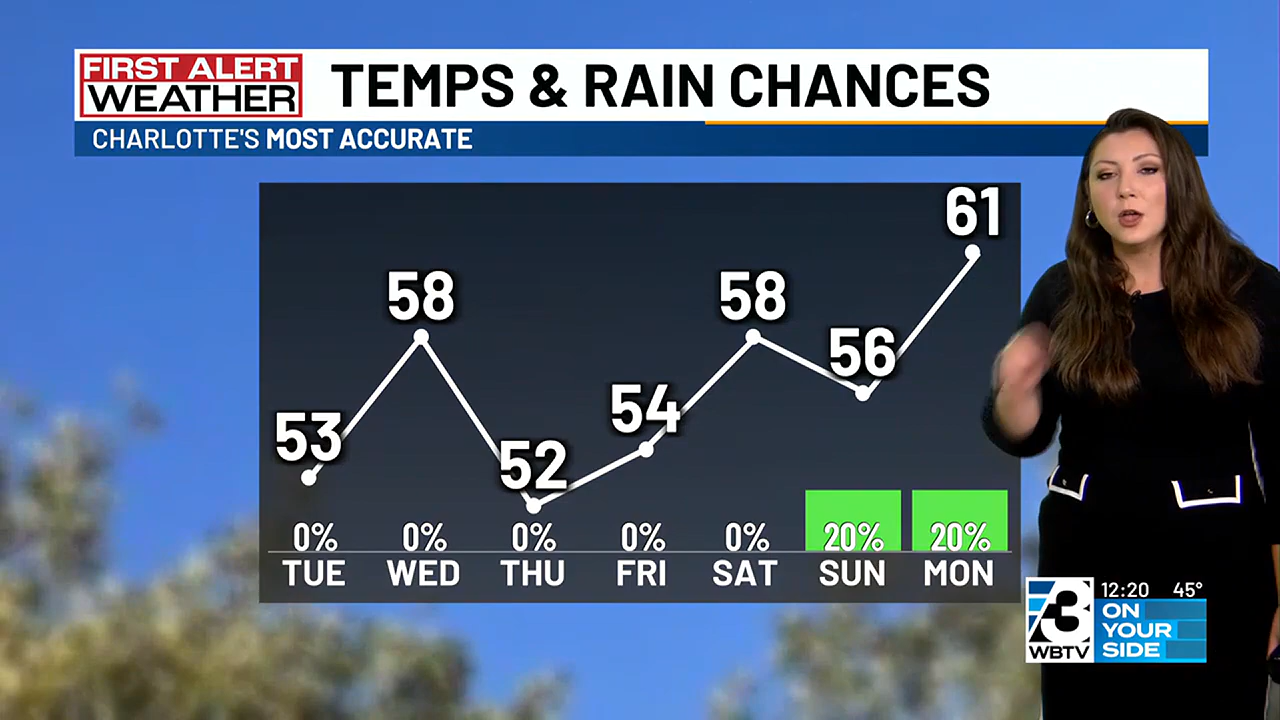 FIRST ALERT
WEATHER
TEMPS & RAIN CHANCES
CHARLOTTE'S MOST ACCURATE
61
58
58
56
53
54
52
0% 0% 0% 0% 0% 20% 20%
TUE WED THU FRI SAT SUN MON
3
WBTV
12:20 45°
ON
YOUR
SIDE